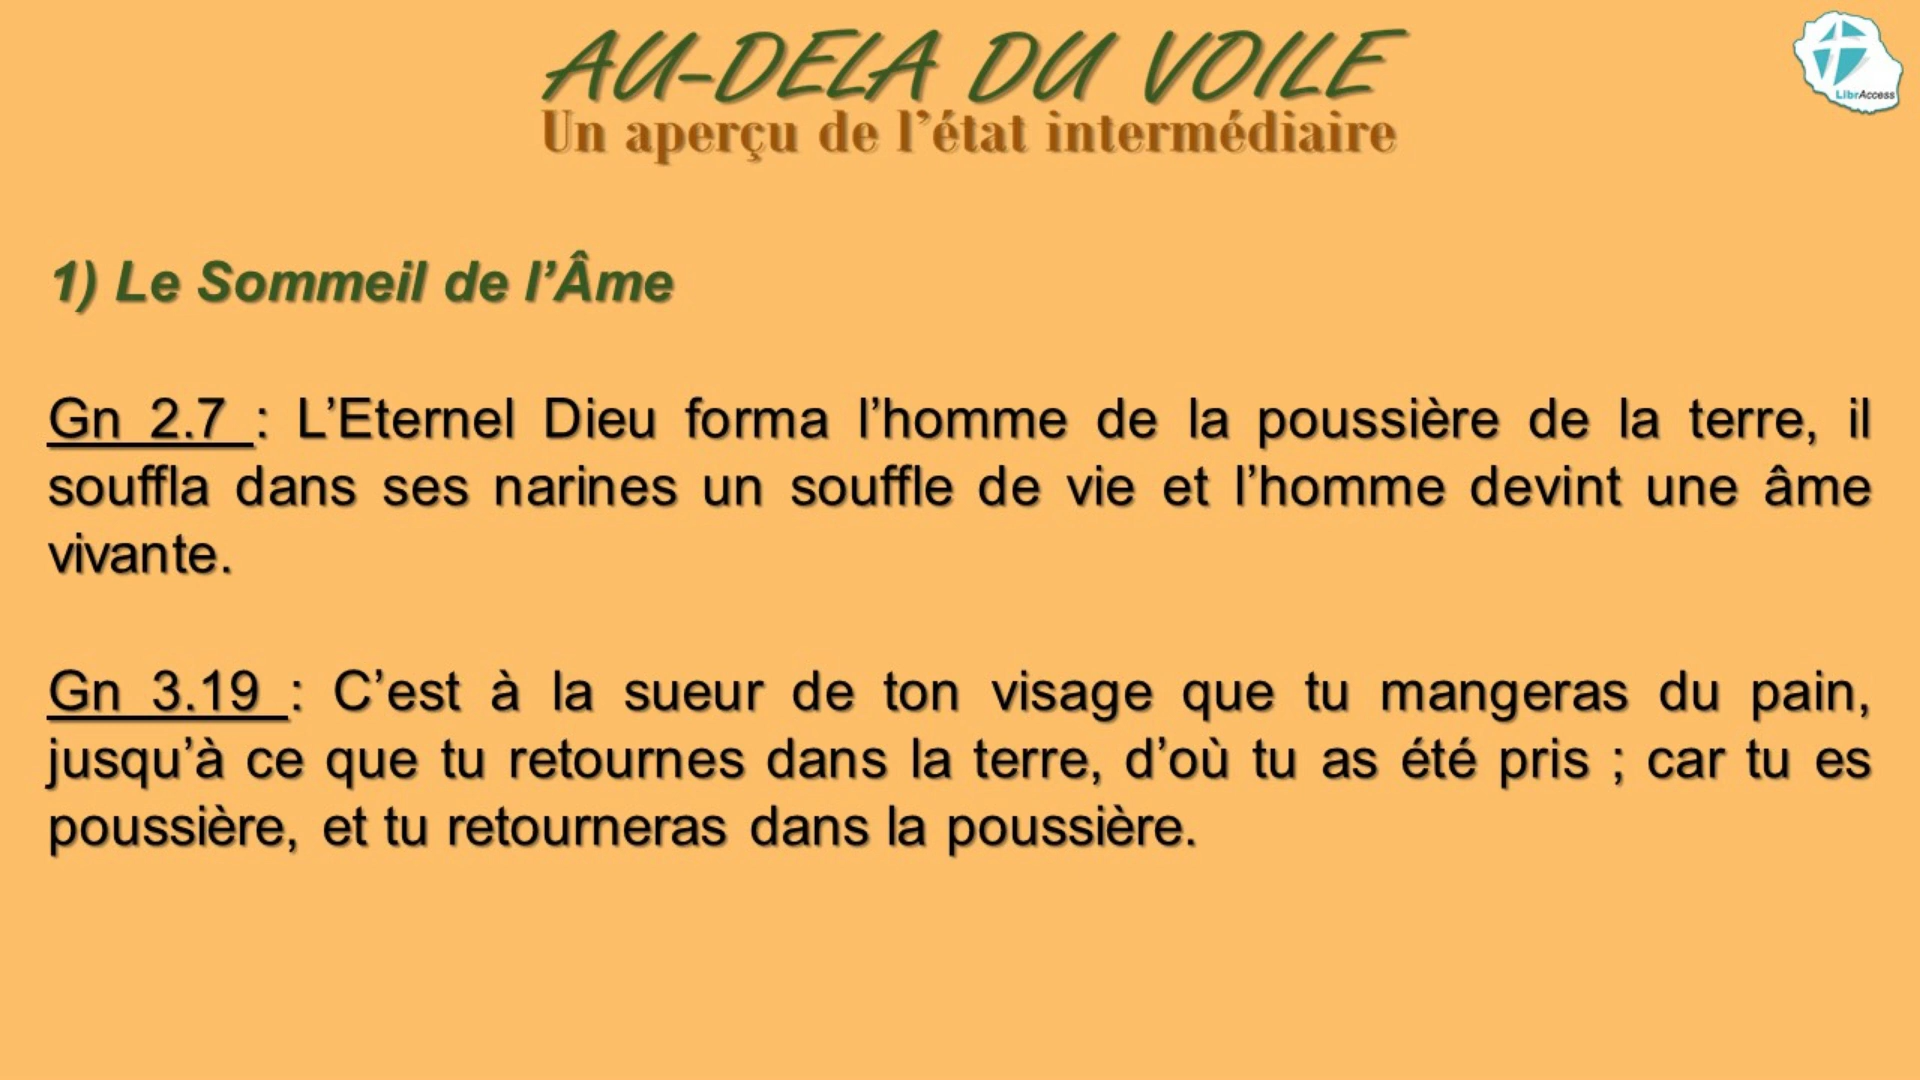 AU-DELA DU VOILE
Un aperçu de l’état intermédiaire
LibrAccess
1) Le Sommeil de l’Âme
Gn 2.7 : L’Eternel Dieu forma l’homme de la poussière de la terre, il
souffla dans ses narines un souffle de vie et l’homme devint une âme
vivante.
Gn 3.19 : C’est à la sueur de ton visage que tu mangeras du pain,
jusqu’à ce que tu retournes dans la terre, d’où tu as été pris ; car tu es
poussière, et tu retourneras dans la poussière.